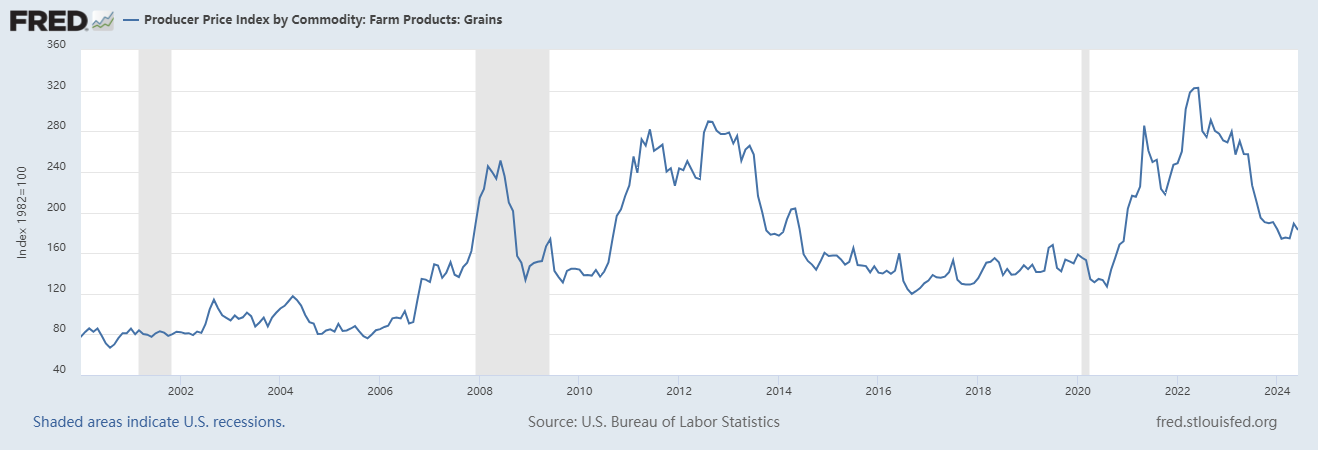 FRED
Producer Price Index by Commodity: Farm Products: Grains
360
320
280
240
200
160
120
80
40
Index 1982=100
2002 2004 2006 2008 2010 2012 2014 2016 2018 2020 2022 2024
Shaded areas indicate U.S. recessions. Source: U.S. Bureau of Labor Statistics fred.stlouisfed.org